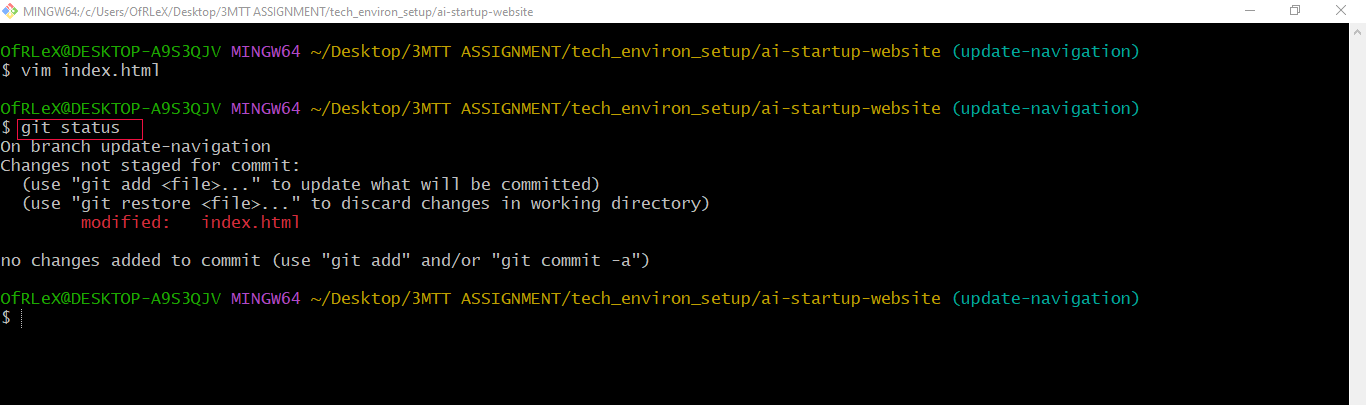 MINGW64:/c/Users/OfRLeX/Desktop/3MTT ASSIGNMENT/tech_environ_setup/ai-startup-website
OfRLeX@DESKTOP-A9S3QJV MINGW64 ~/Desktop/3MTT ASSIGNMENT/tech_environ_setup/ai-startup-website (update-navigation)
$ vim index.html
OfRLeX@DESKTOP-A9S3QJV MINGW64 ~/Desktop/3MTT ASSIGNMENT/tech_environ_setup/ai-startup-website (update-navigation)
$ git status
On branch update-navigation
Changes not staged for commit:
  (use "git add <file>..." to update what will be committed)
  (use "git restore <file>..." to discard changes in working directory)
        modified:   index.html
no changes added to commit (use "git add" and/or "git commit -a")
OfRLeX@DESKTOP-A9S3QJV MINGW64 ~/Desktop/3MTT ASSIGNMENT/tech_environ_setup/ai-startup-website (update-navigation)
$